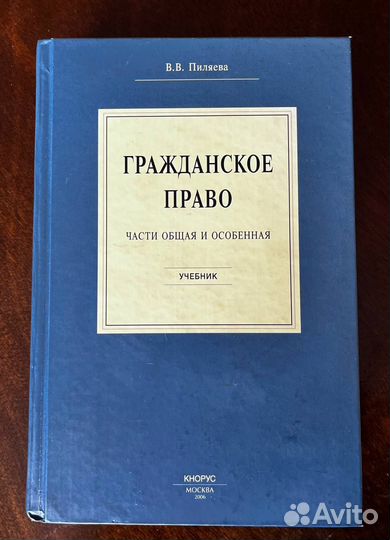 В.В. Пиляева
ГРАЖДАНСКОЕ
ПРАВО
ЧАСТИ ОБЩАЯ И ОСОБЕННАЯ
УЧЕБНИК
КНОРУС
МОСКВА
2006
Avito